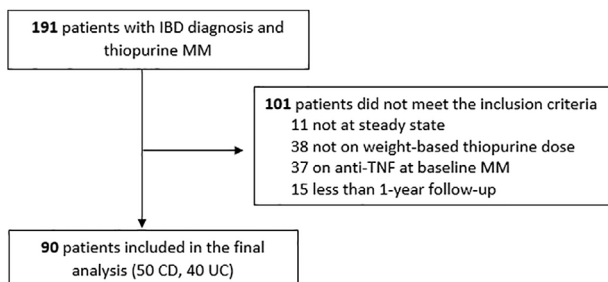 191 patients with IBD diagnosis and
thiopurine MM
101 patients did not meet the inclusion criteria
11 not at steady state
38 not on weight-based thiopurine dose
37 on anti-TNF at baseline MM
15 less than 1-year follow-up
90 patients included in the final
analysis (50 CD, 40 UC)